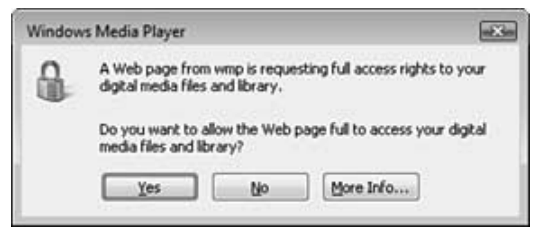 Windows Media Player
A Web page from wmp is requesting full access rights to your
digital media files and library.
Do you want to allow the Web page full to access your digital
media files and library?
Yes No More Info...